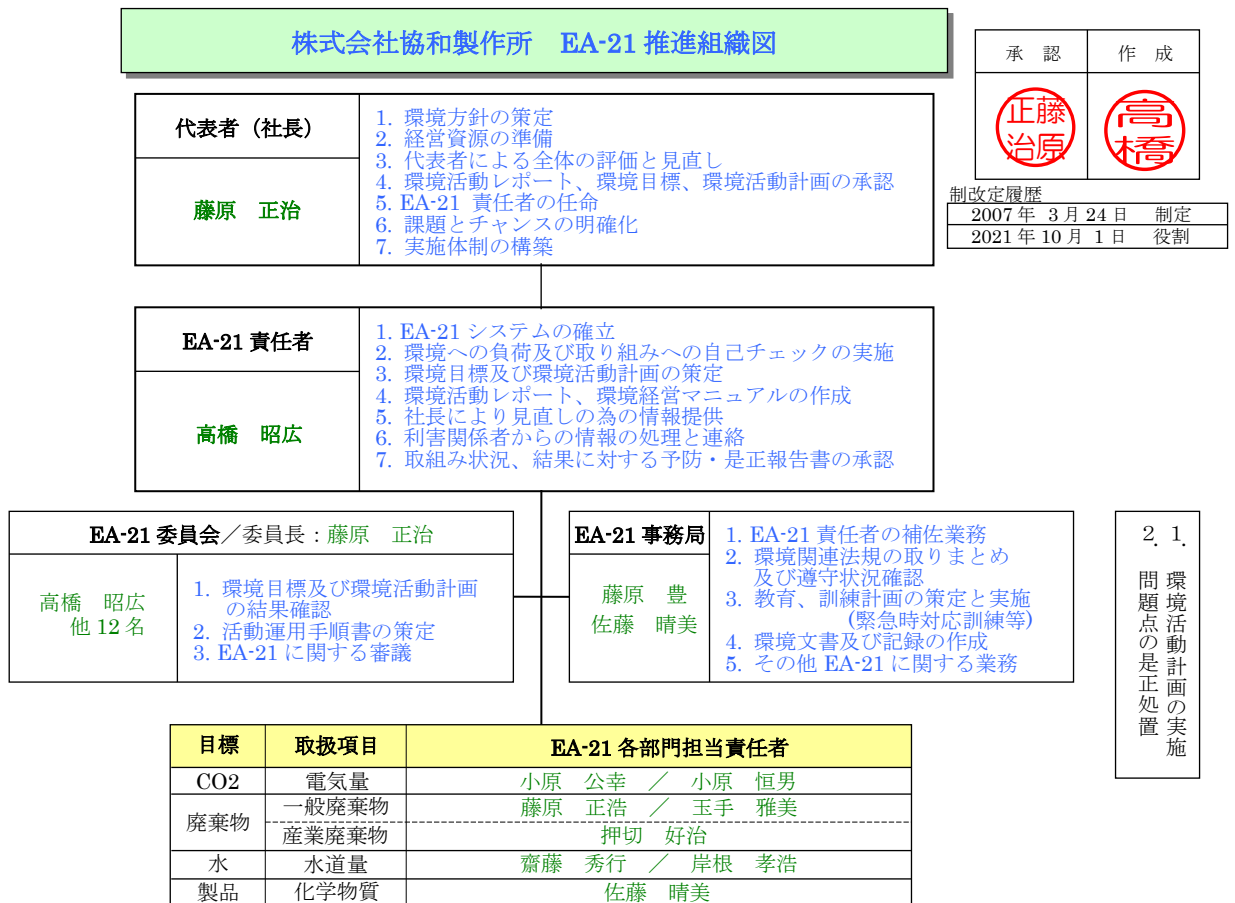 株式会社協和製作所　EA-21 推進組織図
承　認
作　成
藤原
正治
高橋
制改定履歴
2007 年 3 月 24 日　制定
2021 年 10 月 1 日　役割
代表者（社長）
藤原　正治
1. 環境方針の策定
2. 経営資源の準備
3. 代表者による全体の評価と見直し
4. 環境活動レポート、環境目標、環境活動計画の承認
5. EA-21 責任者の任命
6. 課題とチャンスの明確化
7. 実施体制の構築
EA-21 責任者
高橋　昭広
1. EA-21 システムの確立
2. 環境への負荷及び取り組みへの自己チェックの実施
3. 環境目標及び環境活動計画の策定
4. 環境活動レポート、環境経営マニュアルの作成
5. 社長により見直しの為の情報提供
6. 利害関係者からの情報の処理と連絡
7. 取組み状況、結果に対する予防・是正報告書の承認
EA-21 委員会／委員長：藤原　正治
高橋　昭広
他 12 名
1. 環境目標及び環境活動計画
の結果確認
2. 活動運用手順書の策定
3. EA-21 に関する審議
EA-21 事務局
藤原　豊
佐藤　晴美
1. EA-21 責任者の補佐業務
2. 環境関連法規の取りまとめ
及び遵守状況確認
3. 教育、訓練計画の策定と実施
(緊急時対応訓練等)
4. 環境文書及び記録の作成
5. その他 EA-21 に関する業務
1. 環境活動計画の実施
2. 問題点の是正処置
目標　取扱項目　EA-21 各部門担当責任者
CO2　電気量　小原　公幸　／　小原　恒男
廃棄物　一般廃棄物　藤原　正浩　／　玉手　雅美
産業廃棄物　押切　好治
水　水道量　齋藤　秀行　／　岸根　孝浩
製品　化学物質　佐藤　晴美